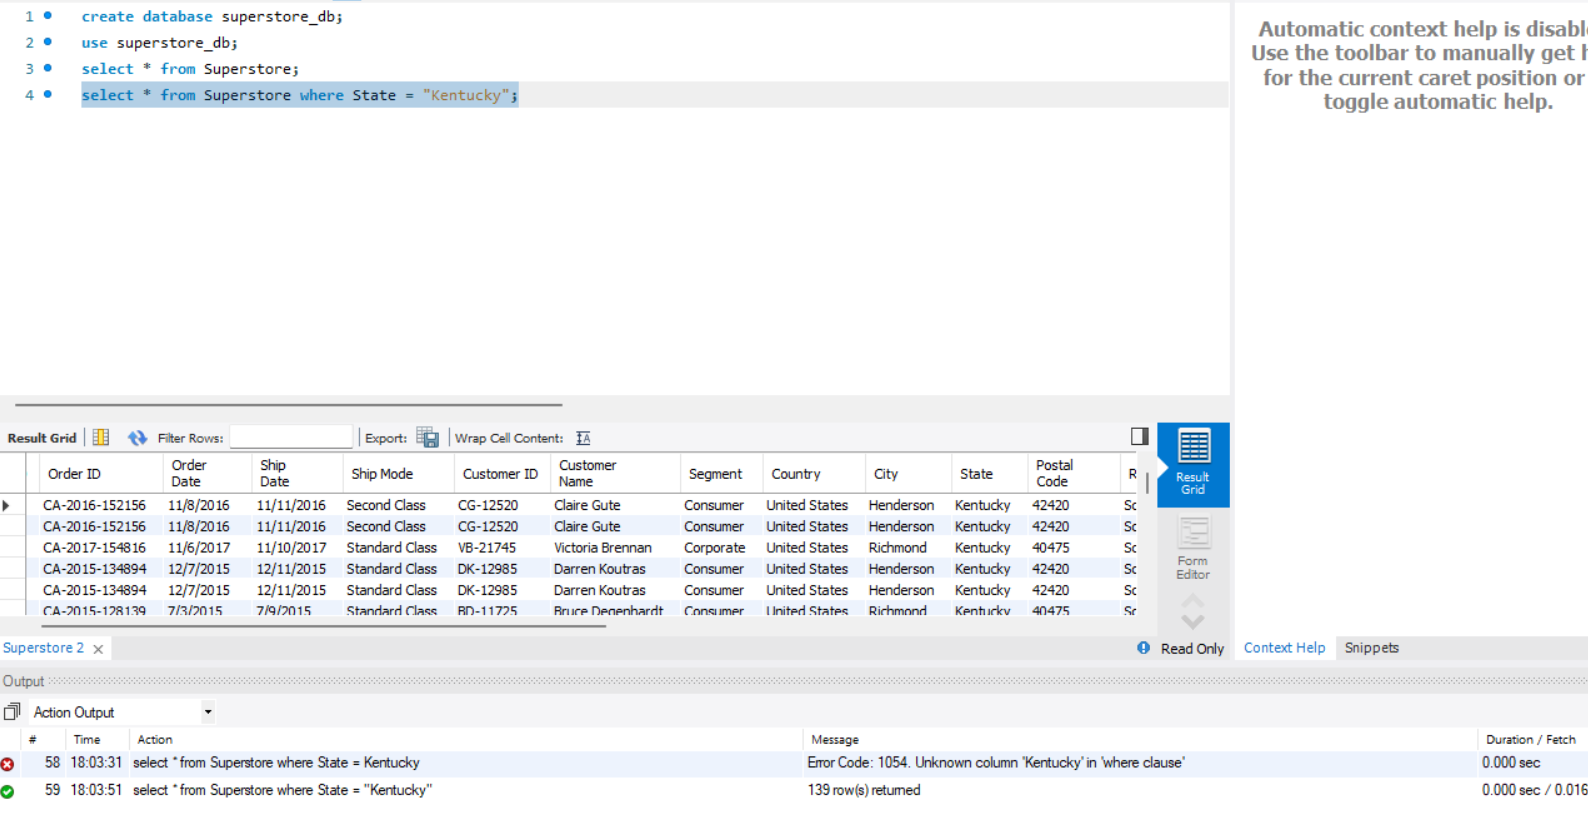 1 create database superstore_db;
2 use superstore_db;
3 select * from Superstore;
4 select * from Superstore where State = "Kentucky";
Automatic context help is disabl
Use the toolbar to manually get h
for the current caret position or
toggle automatic help.
Result Grid Filter Rows: Export: Wrap Cell Content:
Order ID Order Date Ship Date Ship Mode Customer ID Customer Name Segment Country City State Postal Code R
CA-2016-152156 11/8/2016 11/11/2016 Second Class CG-12520 Claire Gute Consumer United States Henderson Kentucky 42420 So
CA-2016-152156 11/8/2016 11/11/2016 Second Class CG-12520 Claire Gute Consumer United States Henderson Kentucky 42420 So
CA-2017-154816 11/6/2017 11/10/2017 Standard Class VB-21745 Victoria Brennan Corporate United States Richmond Kentucky 40475 So
CA-2015-134894 12/7/2015 12/11/2015 Standard Class DK-12985 Darren Koutras Consumer United States Henderson Kentucky 42420 So
CA-2015-134894 12/7/2015 12/11/2015 Standard Class DK-12985 Darren Koutras Consumer United States Henderson Kentucky 42420 So
CA-2015-128139 7/3/2015 7/9/2015 Standard Class BD-11725 Bruce Degenhardt Consumer United States Richmond Kentucky 40475 So
Result
Grid
Form
Editor
Superstore 2 Read Only Context Help Snippets
Output
Action Output
# Time Action Message Duration / Fetch
58 18:03:31 select * from Superstore where State = Kentucky Error Code: 1054. Unknown column 'Kentucky' in 'where clause' 0.000 sec
59 18:03:51 select * from Superstore where State = "Kentucky" 139 row(s) returned 0.000 sec / 0.016